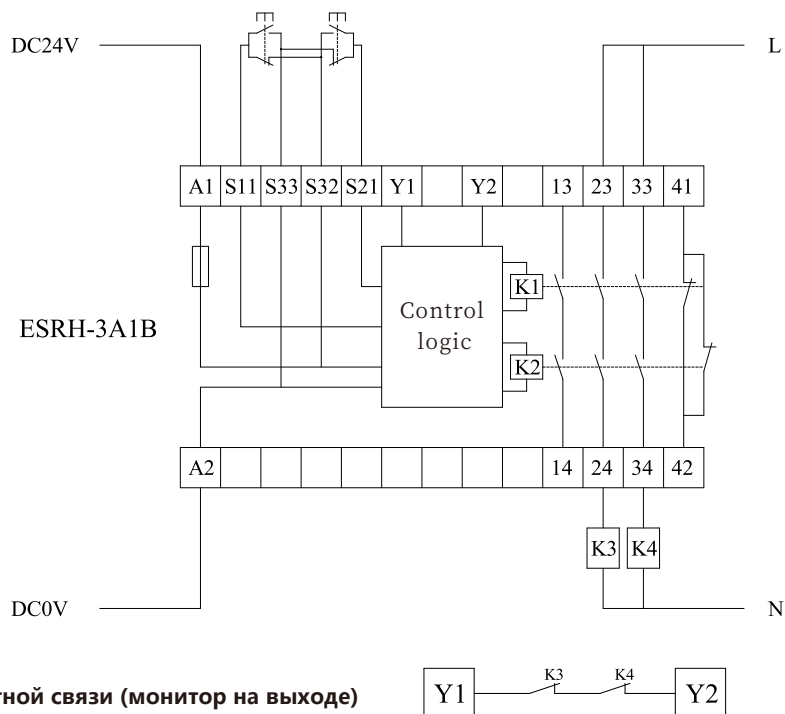 DC24V L
A1 S11 S33 S32 S21 Y1 Y2 13 23 33 41
K1
Control
logic
ESRH-3A1B
K2
A2 14 24 34 42
K3 K4
DC0V N
тной связи (монитор на выходе) Y1 K3 K4 Y2